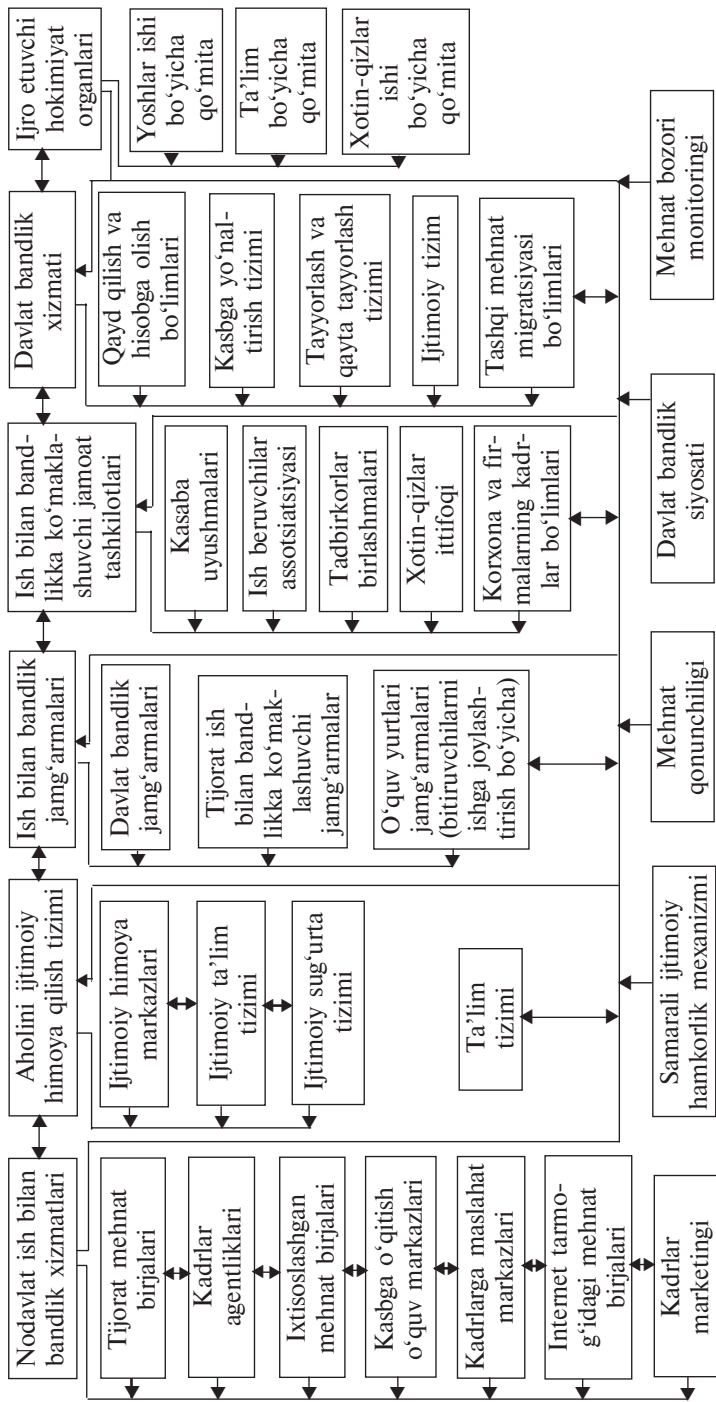 Nodavlat ish bilan
bandlik xizmatlari
Aholini ijtimoiy
himoya qilish tizimi
Ish bilan bandlik
jamg‘armalari
Ish bilan band-
likka ko‘makla-
shuvchi jamoat
tashkilotlari
Davlat bandlik
xizmati
Ijro etuvchi
hokimiyat
organlari
Tijorat mehnat
birjalari
Kadrlar
agentliklari
Ixtisoslashgan
mehnat birjalari
Kasbga o‘qitish
o‘quv markazlari
Kadrlarga maslahat
markazlari
Internet tarmo-
g‘idagi mehnat
birjalari
Kadrlar
marketingi
Ijtimoiy himoya
markazlari
Ijtimoiy ta’lim
tizimi
Ijtimoiy sug‘urta
tizimi
Ta’lim
tizimi
Davlat bandlik
jamg‘armalari
Tijorat ish
bilan band-
likka ko‘mak-
lashuvchi
jamg‘armalar
O‘quv yurtlari
jamg‘armalari
(bitiruvchilarni
ishga joylash-
tirish bo‘yicha)
Kasaba
uyushmalari
Ish beruvchilar
assotsiatsiyasi
Tadbirkorlar
birlashmalari
Xotin-qizlar
ittifoqi
Korxona va fir-
malarning kadr-
lar bo‘limlari
Qayd qilish va
hisobga olish
bo‘limlari
Kasbga yo‘nal-
tirish tizimi
Tayyorlash va
qayta tayyorlash
tizimi
Ijtimoiy tizim
Tashqi mehnat
migratsiyasi
bo‘limlari
Yoshlar ishi
bo‘yicha
qo‘mita
Ta’lim
bo‘yicha
qo‘mita
Xotin-qizlar
ishi
bo‘yicha
qo‘mita
Samarali ijtimoiy
hamkorlik mexanizmi
Mehnat
qonunchiligi
Davlat bandlik
siyosati
Mehnat bozori
monitoringi